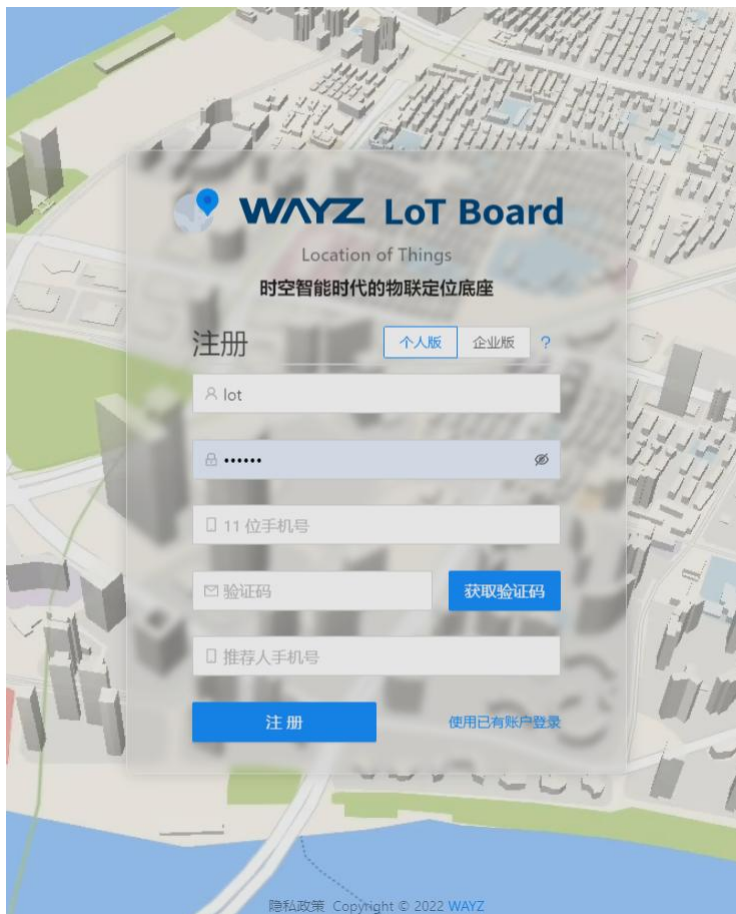 WAYZ LoT Board
Location of Things
时空智能时代的物联定位底座
注册 个人版 企业版 ?
lot
••••••
11 位手机号
验证码 获取验证码
推荐人手机号
注 册 使用已有账户登录
隐私政策 Copyright © 2022 WAYZ